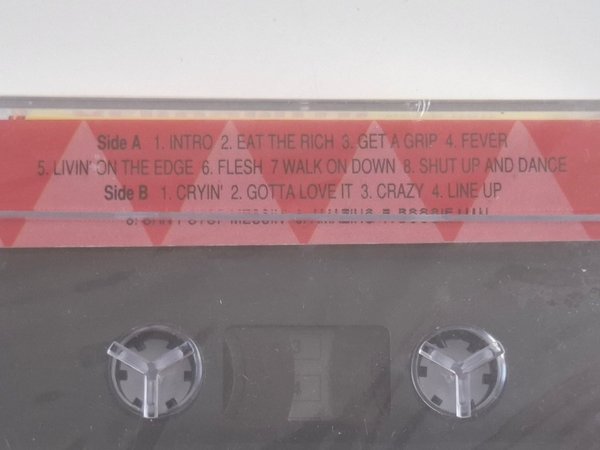 Side A 1. INTRO 2. EAT THE RICH 3. GET A GRIP 4. FEVER
5. LIVIN' ON THE EDGE 6. FLESH 7 WALK ON DOWN 8. SHUT UP AND DANCE
Side B 1. CRYIN' 2. GOTTA LOVE IT 3. CRAZY 4. LINE UP